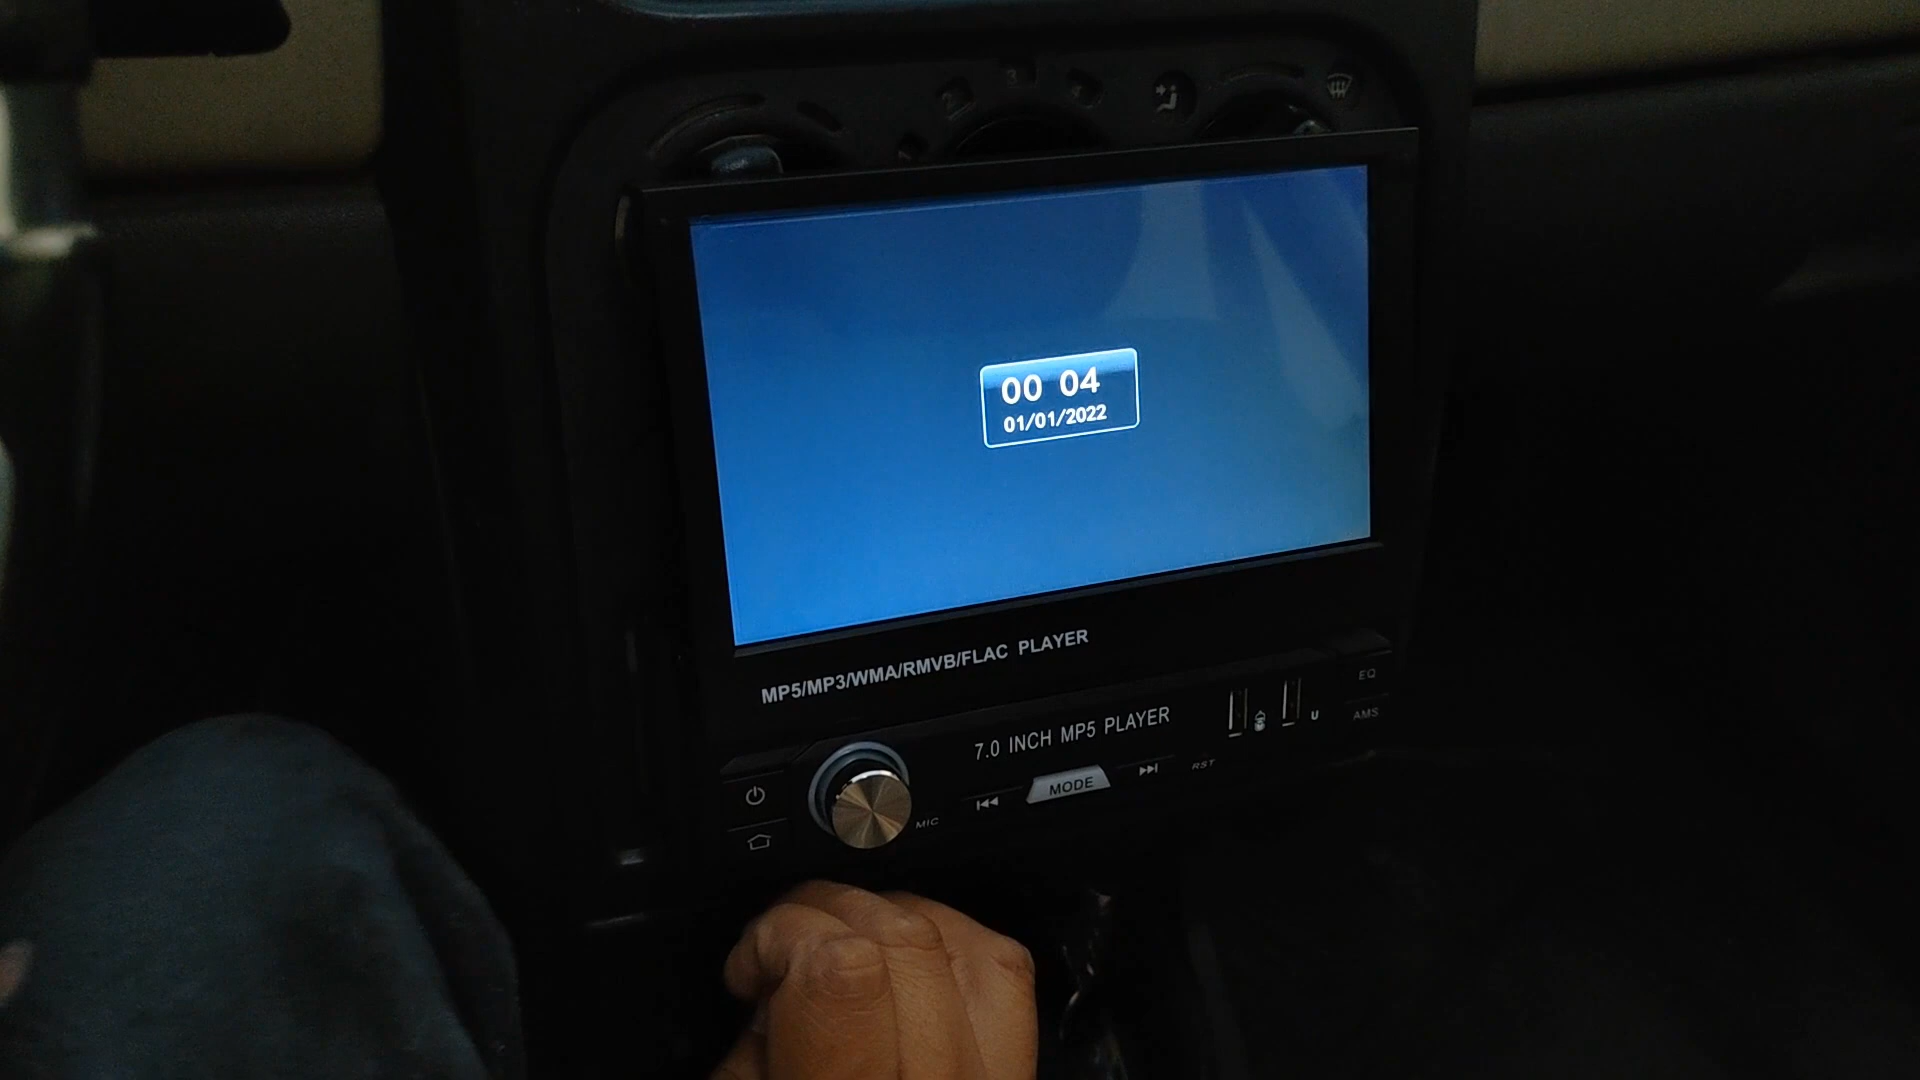 3
00 04
01/01/2022
MP5/MP3/WMA/RMVB/FLAC PLAYER
7.0 INCH MP5 PLAYER
EQ
U
AMS
MODE
RST
MIC